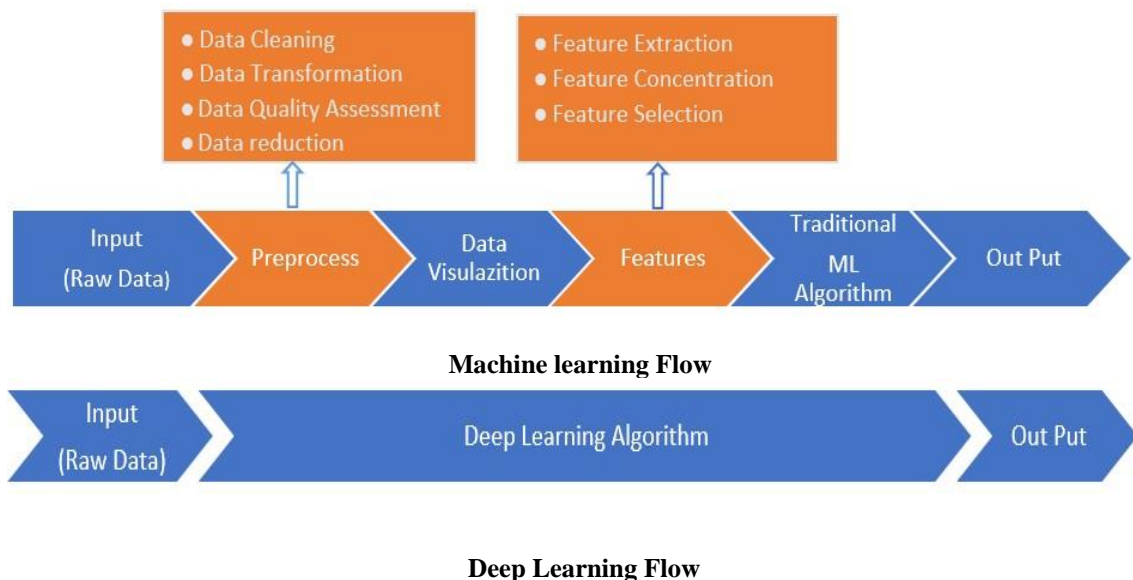 ● Data Cleaning
● Data Transformation
● Data Quality Assessment
● Data reduction
● Feature Extraction
● Feature Concentration
● Feature Selection
Input
(Raw Data)
Preprocess
Data
Visulazition
Features
Traditional
ML
Algorithm
Out Put
Machine learning Flow
Input
(Raw Data)
Deep Learning Algorithm
Out Put
Deep Learning Flow